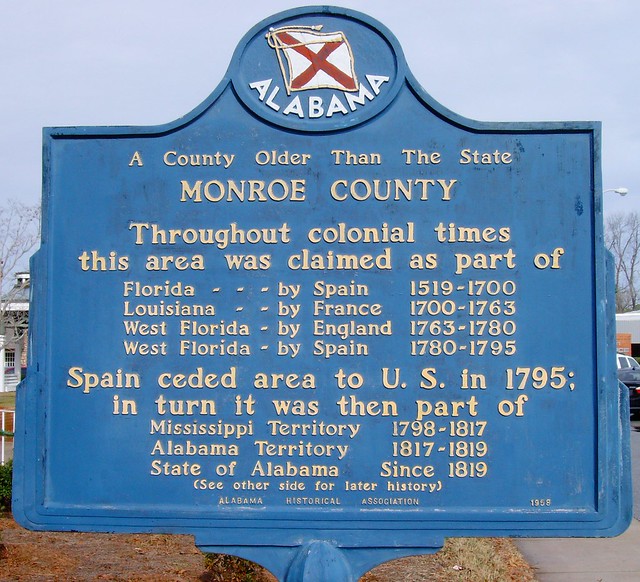 ALABAMA
A County Older Than The State
MONROE COUNTY
Throughout colonial times
this area was claimed as part of
Florida - - - by Spain 1519-1700
Louisiana - - by France 1700-1763
West Florida - by England 1763-1780
West Florida - by Spain 1780-1795
Spain ceded area to U. S. in 1795;
in turn it was then part of
Mississippi Territory 1798-1817
Alabama Territory 1817-1819
State of Alabama Since 1819
(See other side for later history)
ALABAMA HISTORICAL ASSOCIATION 1958